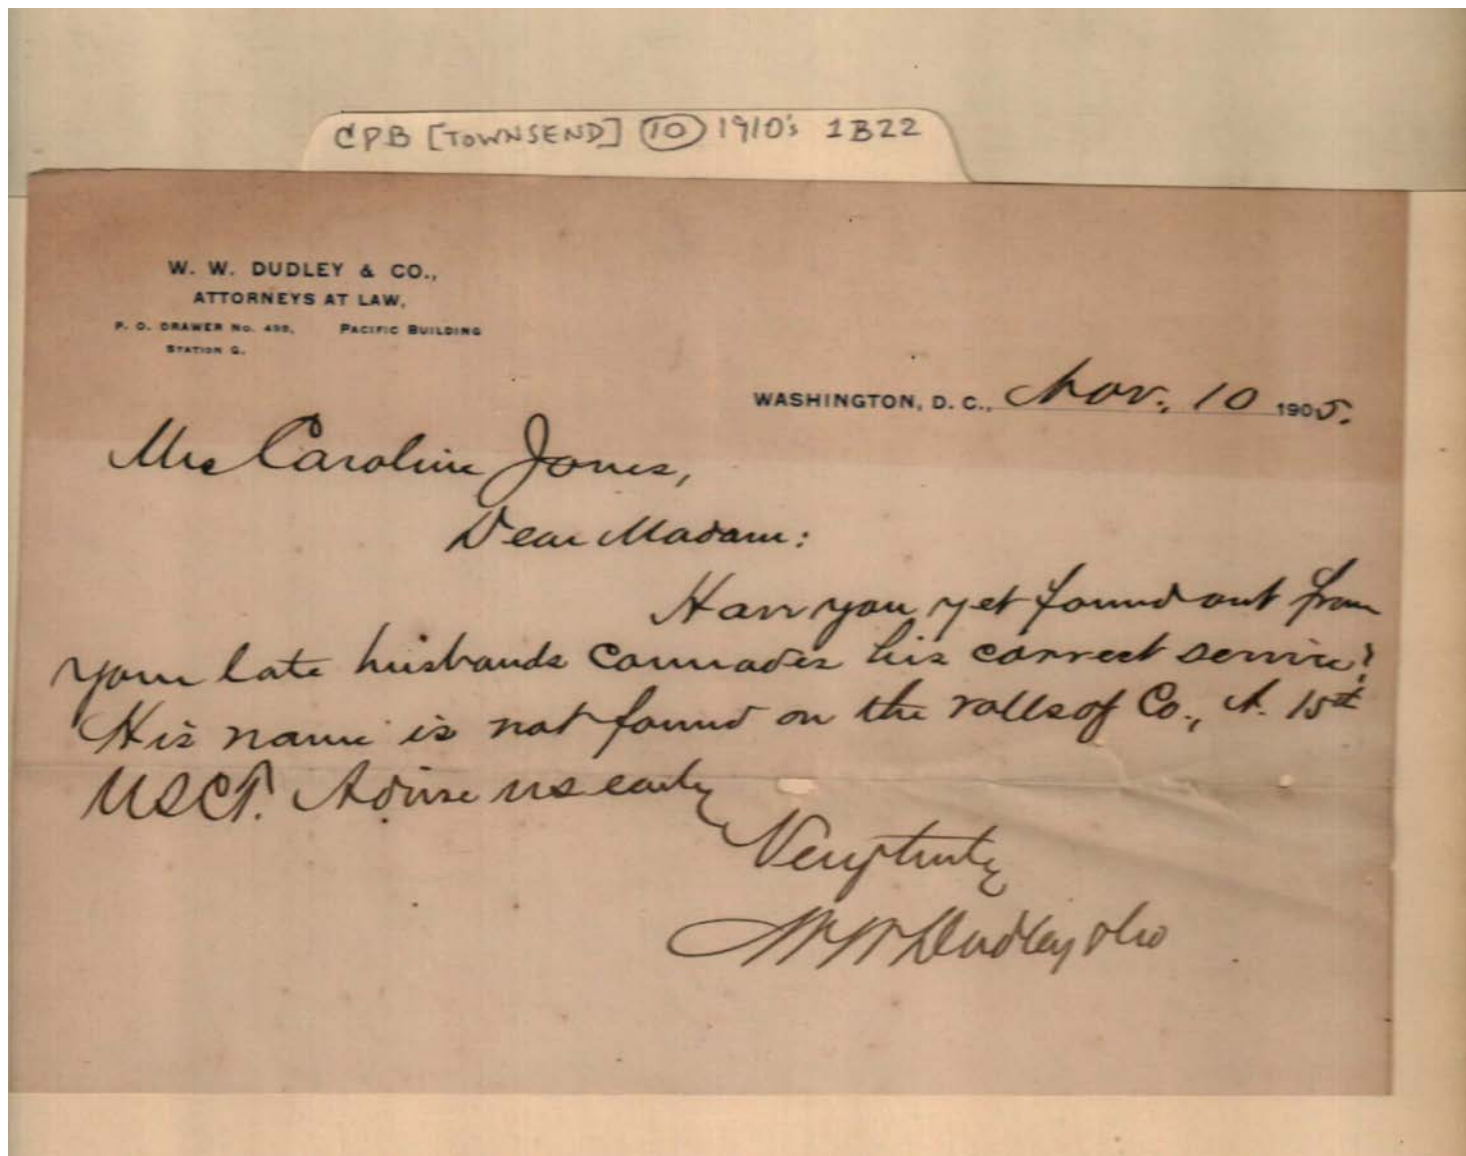 CPB [TOWNSEND] 10 1910's 1B22
W. W. DUDLEY & CO.,
ATTORNEYS AT LAW,
P. O. DRAWER No. PACIFIC BUILDING
STATION G.
WASHINGTON, D. C., Nov. 10 1905.
Mrs Caroline Jones,
Dear Madam:
Have you yet found out from
your late husbands comrades his correct service?
His name is not found on the rolls of Co., A. 15th
USCT. Advise us early
Very truly
W W Dudley & Co